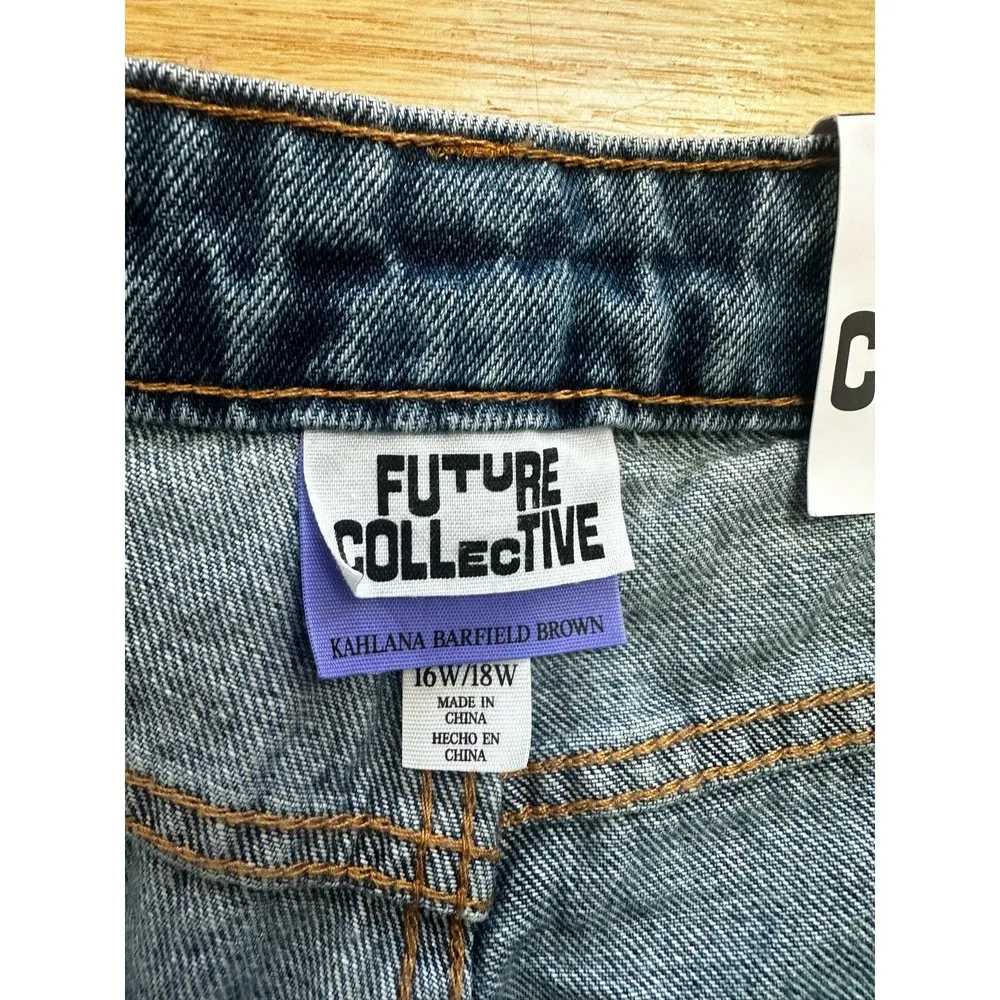 FUTURE
COLLECTIVE
KAHLANA BARFIELD BROWN
16W/18W
MADE IN
CHINA
HECHO EN
CHINA
C